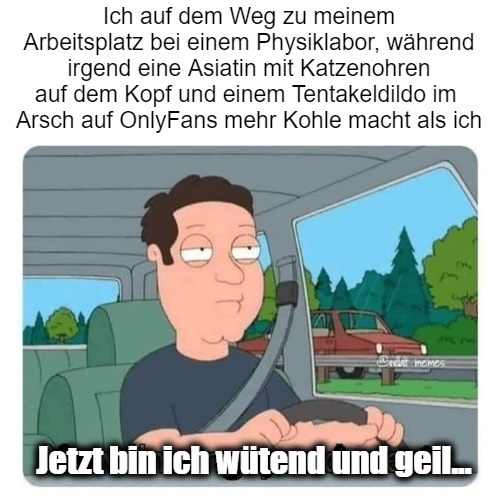 Ich auf dem Weg zu meinem
Arbeitsplatz bei einem Physiklabor, während
irgend eine Asiatin mit Katzenohren
auf dem Kopf und einem Tentakeldildo im
Arsch auf OnlyFans mehr Kohle macht als ich
Jetzt bin ich wütend und geil...